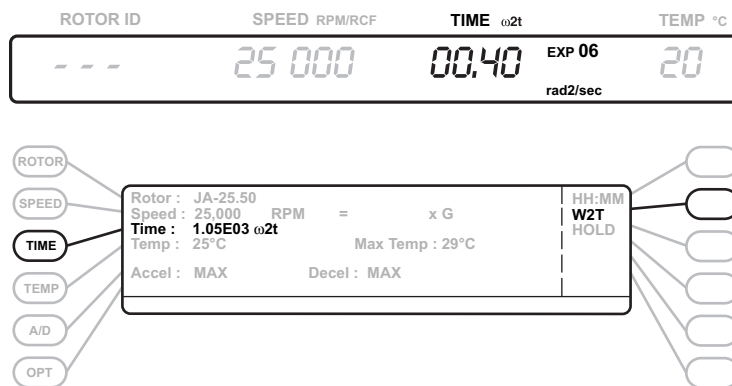 ROTOR ID SPEED RPM/RCF TIME ω2t TEMP °C
--- 25 000 00.40 EXP 06 20
rad2/sec
ROTOR
SPEED
TIME
TEMP
A/D
OPT
Rotor : JA-25.50
Speed : 25,000 RPM = x G
Time : 1.05E03 ω2t
Temp : 25°C Max Temp : 29°C
Accel : MAX Decel : MAX
HH:MM
W2T
HOLD